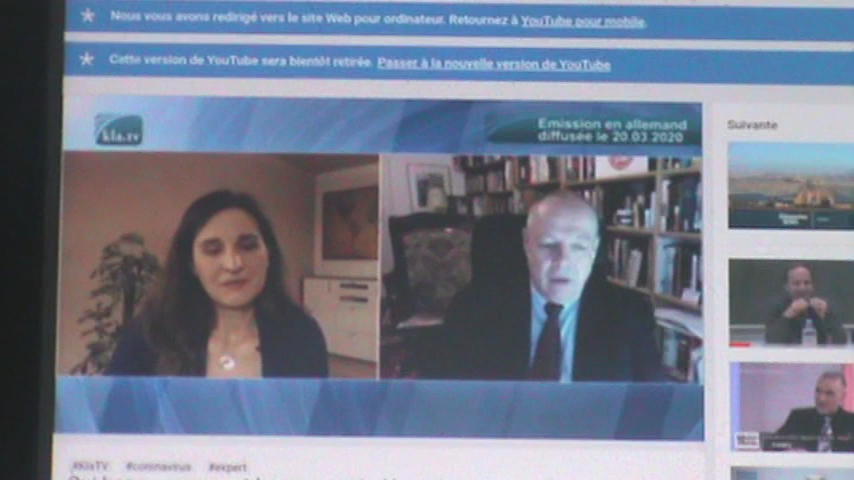 Nous vous avons redirigé vers le site Web pour ordinateur. Retournez à YouTube pour mobile.
Cette version de YouTube sera bientôt retirée. Passer à la nouvelle version de YouTube
kla.tv
Emission en allemand
diffusée le 20.03.2020
Suivante
#KlaTV #coronavirus #expert